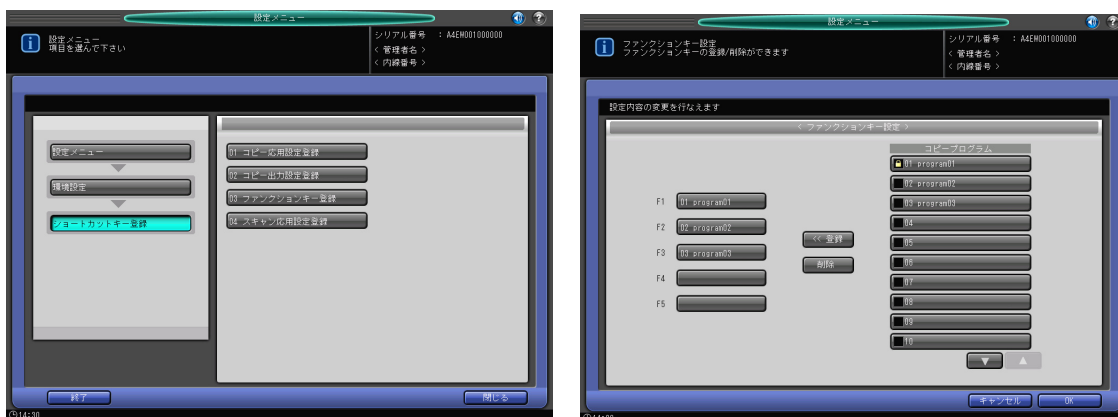 設定メニュー
設定メニュー
項目を選んで下さい
シリアル番号 : A4EW001000000
< 管理者名 >
< 内線番号 >
設定メニュー
環境設定
ショートカットキー登録
01 コピー応用設定登録
02 コピー出力設定登録
03 ファンクションキー登録
04 スキャン応用設定登録
終了
閉じる
14:30
設定メニュー
ファンクションキー設定
ファンクションキーの登録/削除ができます
シリアル番号 : A4EW001000000
< 管理者名 >
< 内線番号 >
設定内容の変更を行なえます
< ファンクションキー設定 >
F1 01 program01
F2 02 program02
F3 03 program03
F4
F5
<< 登録
削除
コピープログラム
01 program01
02 program02
03 program03
04
05
06
07
08
09
10
キャンセル
OK